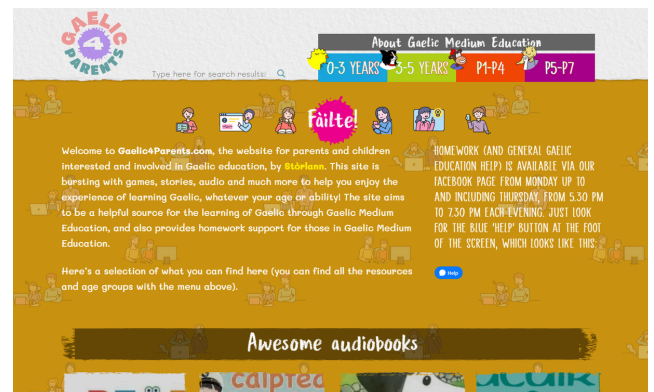 GAELIC
4
PARENTS
About Gaelic Medium Education
Type here for search results:
0-3 YEARS
3-5 YEARS
P1-P4
P5-P7
Fàilte!
Welcome to Gaelic4Parents.com, the website for parents and children
interested and involved in Gaelic education, by Stòrlann. This site is
bursting with games, stories, audio and much more to help you enjoy the
experience of learning Gaelic, whatever your age or ability! The site aims
to be a helpful source for the learning of Gaelic through Gaelic Medium
Education, and also provides homework support for those in Gaelic Medium
Education.
Here's a selection of what you can find here (you can find all the resources
and age groups with the menu above).
HOMEWORK (AND GENERAL GAELIC
EDUCATION HELP) IS AVAILABLE VIA OUR
FACEBOOK PAGE FROM MONDAY UP TO
AND INCLUDING THURSDAY, FROM 5.30 PM
TO 7.30 PM EACH EVENING. JUST LOOK
FOR THE BLUE 'HELP' BUTTON AT THE FOOT
OF THE SCREEN, WHICH LOOKS LIKE THIS:
Help
Awesome audiobooks